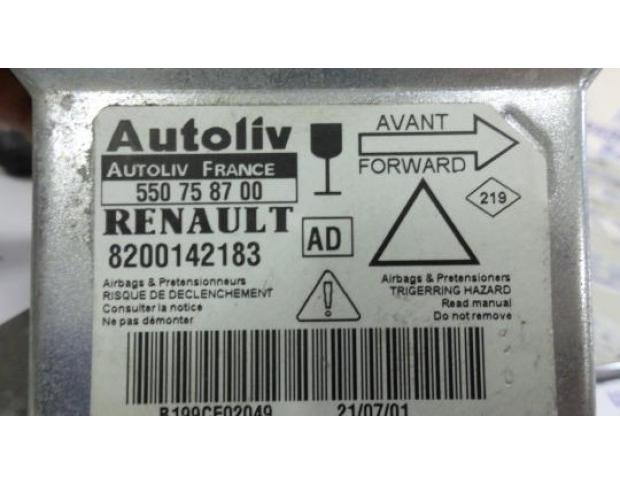 Autoliv
AUTOLIV FRANCE
550 75 87 00
RENAULT
8200142183
AD
AVANT
FORWARD
219
Airbags & Pretensionneurs
RISQUE DE DECLENCHEMENT
Consulter la notice
Ne pas démonter
Airbags & Pretensioners
TRIGERRING HAZARD
Read manual
Do not remove
B199CF02049 21/07/01